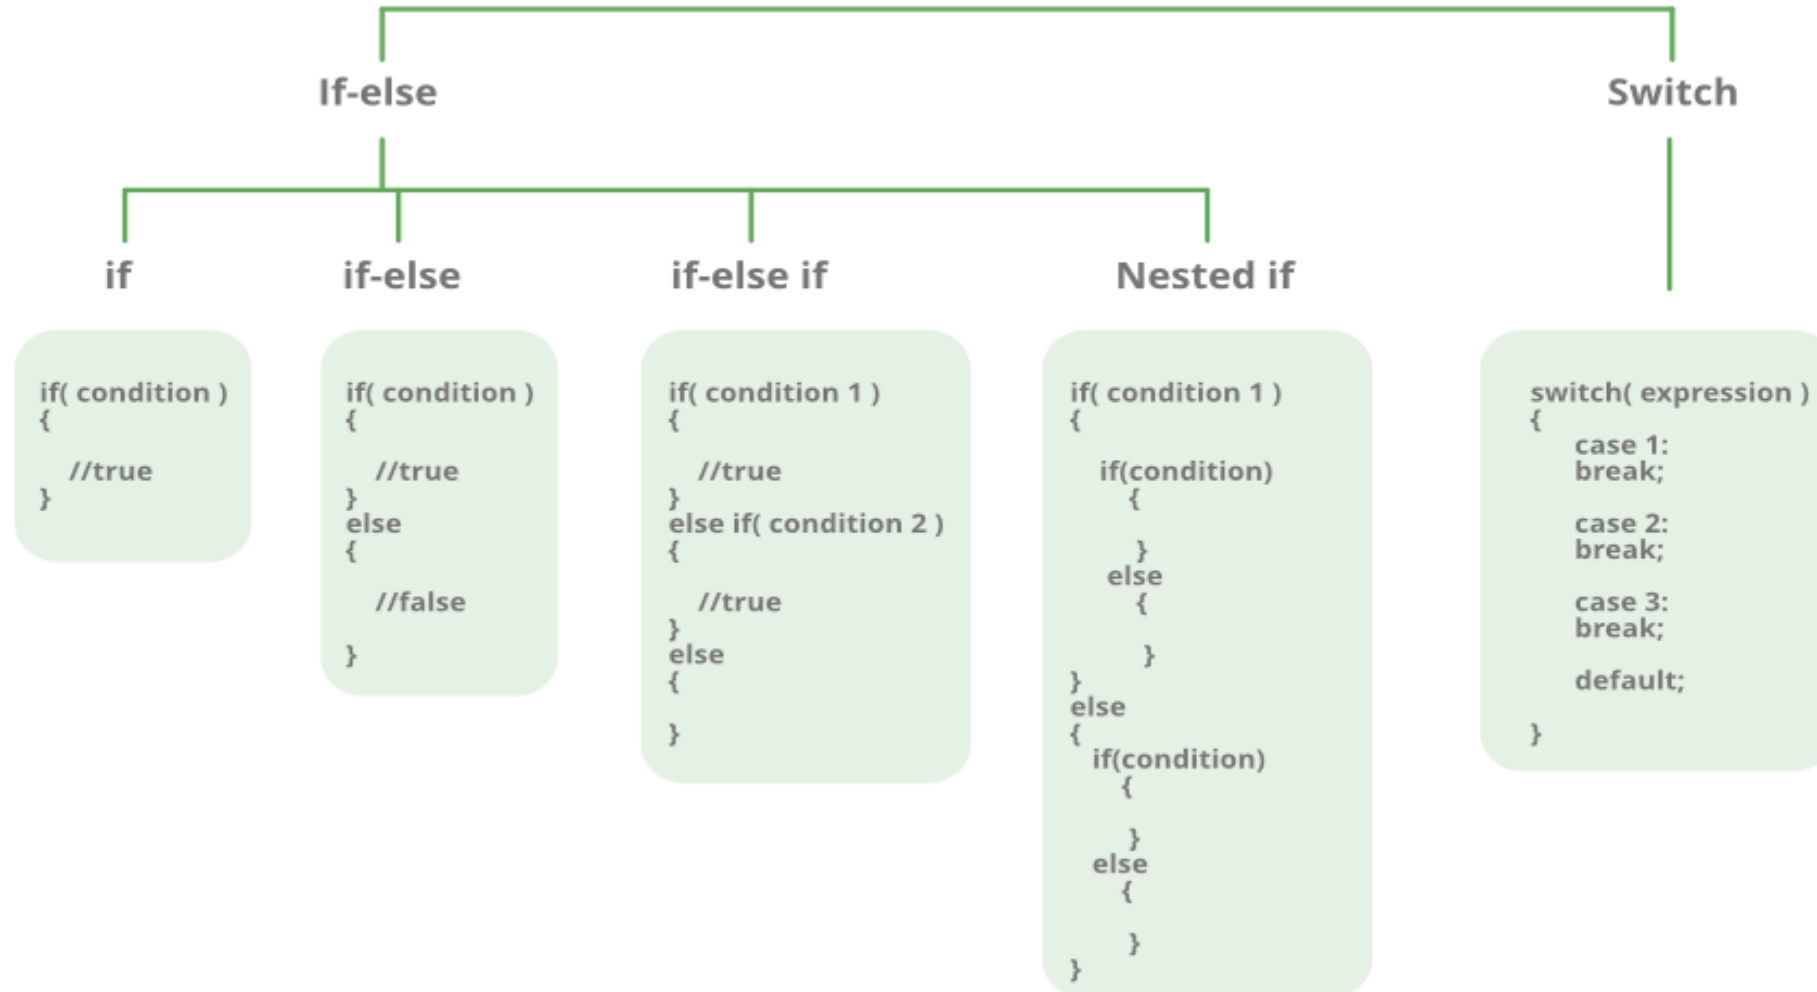 If-else
Switch
if
if-else
if-else if
Nested if
if( condition )
{
//true
}
if( condition )
{
//true
}
else
{
//false
}
if( condition 1 )
{
//true
}
else if( condition 2 )
{
//true
}
else
{
}
if( condition 1 )
{
if(condition)
{
}
else
{
}
}
else
{
if(condition)
{
}
else
{
}
}
switch( expression )
{
case 1:
break;
case 2:
break;
case 3:
break;
default;
}